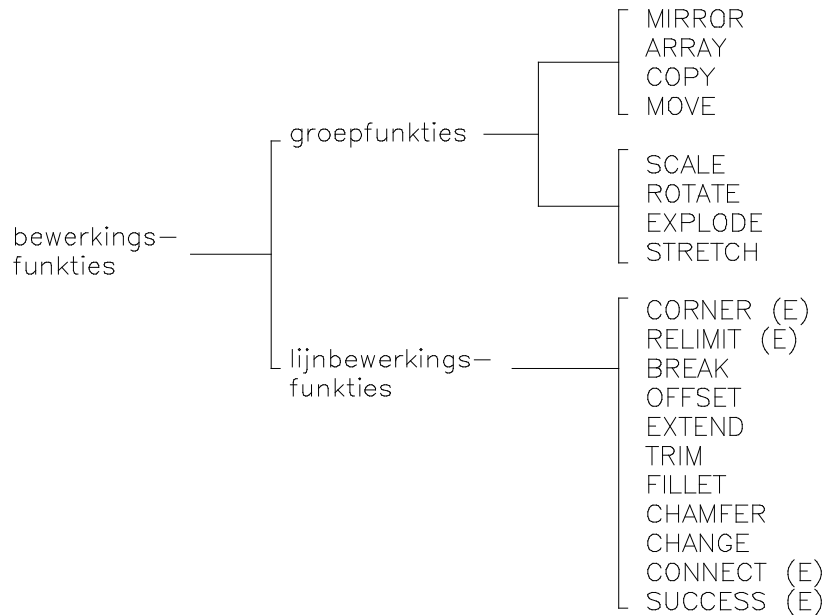 bewerkings-
funkties
groepfunkties
MIRROR
ARRAY
COPY
MOVE
SCALE
ROTATE
EXPLODE
STRETCH
lijnbewerkings-
funkties
CORNER (E)
RELIMIT (E)
BREAK
OFFSET
EXTEND
TRIM
FILLET
CHAMFER
CHANGE
CONNECT (E)
SUCCESS (E)